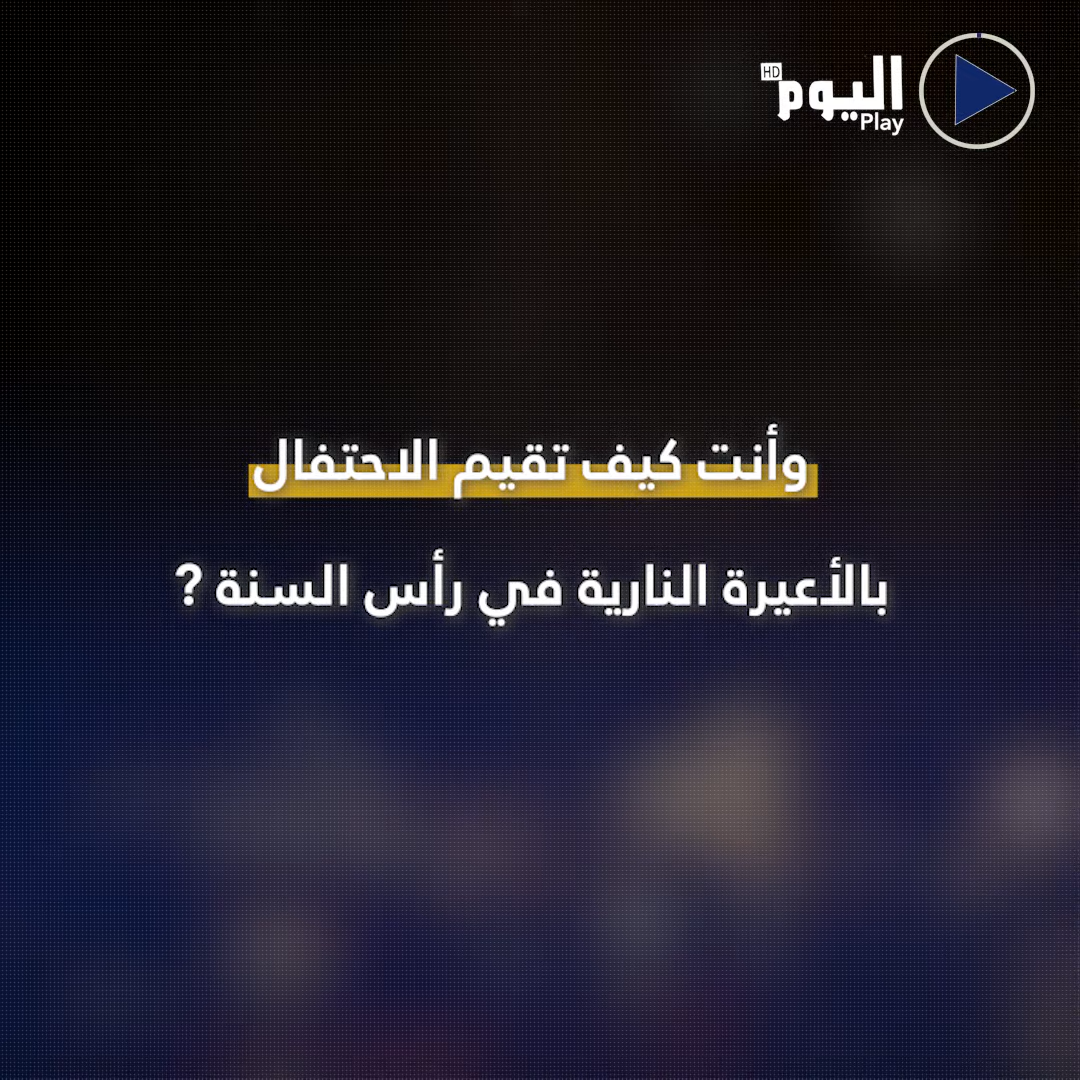 HD
اليوم
Play
وأنت كيف تقيم الاحتفال
بالأعيرة النارية في رأس السنة ?